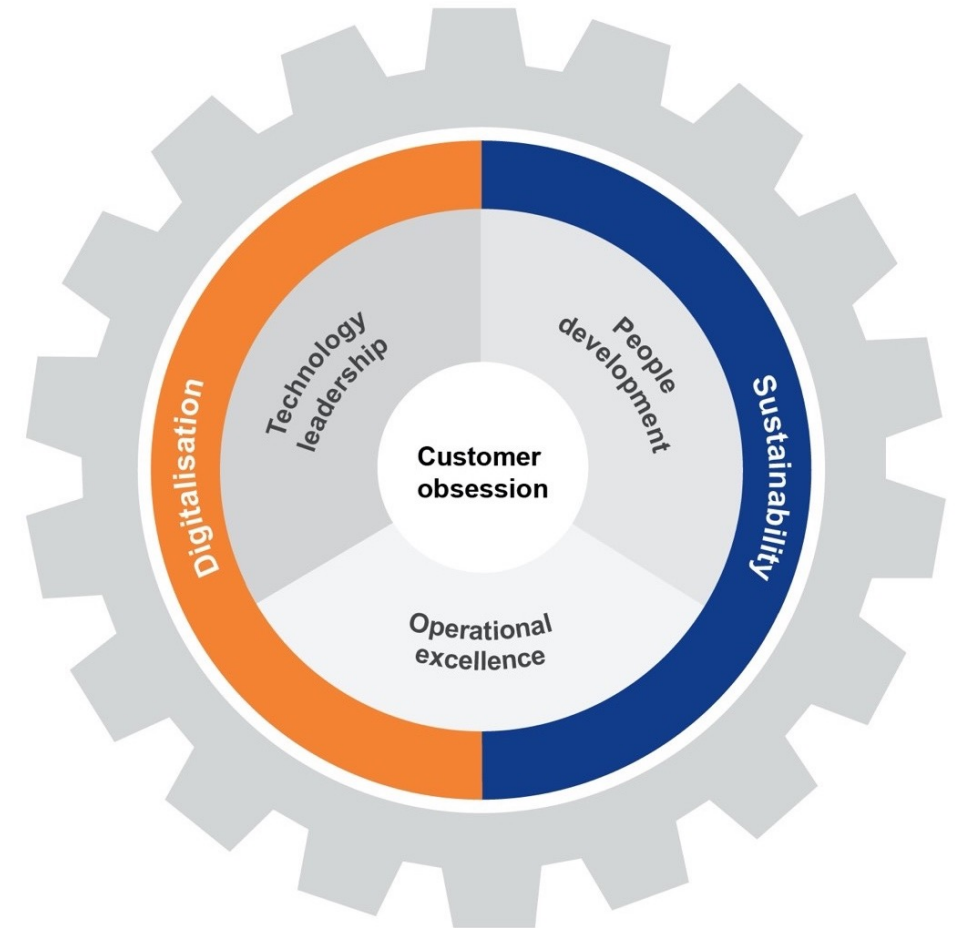 Technology
leadership
People
development
Digitalisation
Customer
obsession
Sustainability
Operational
excellence